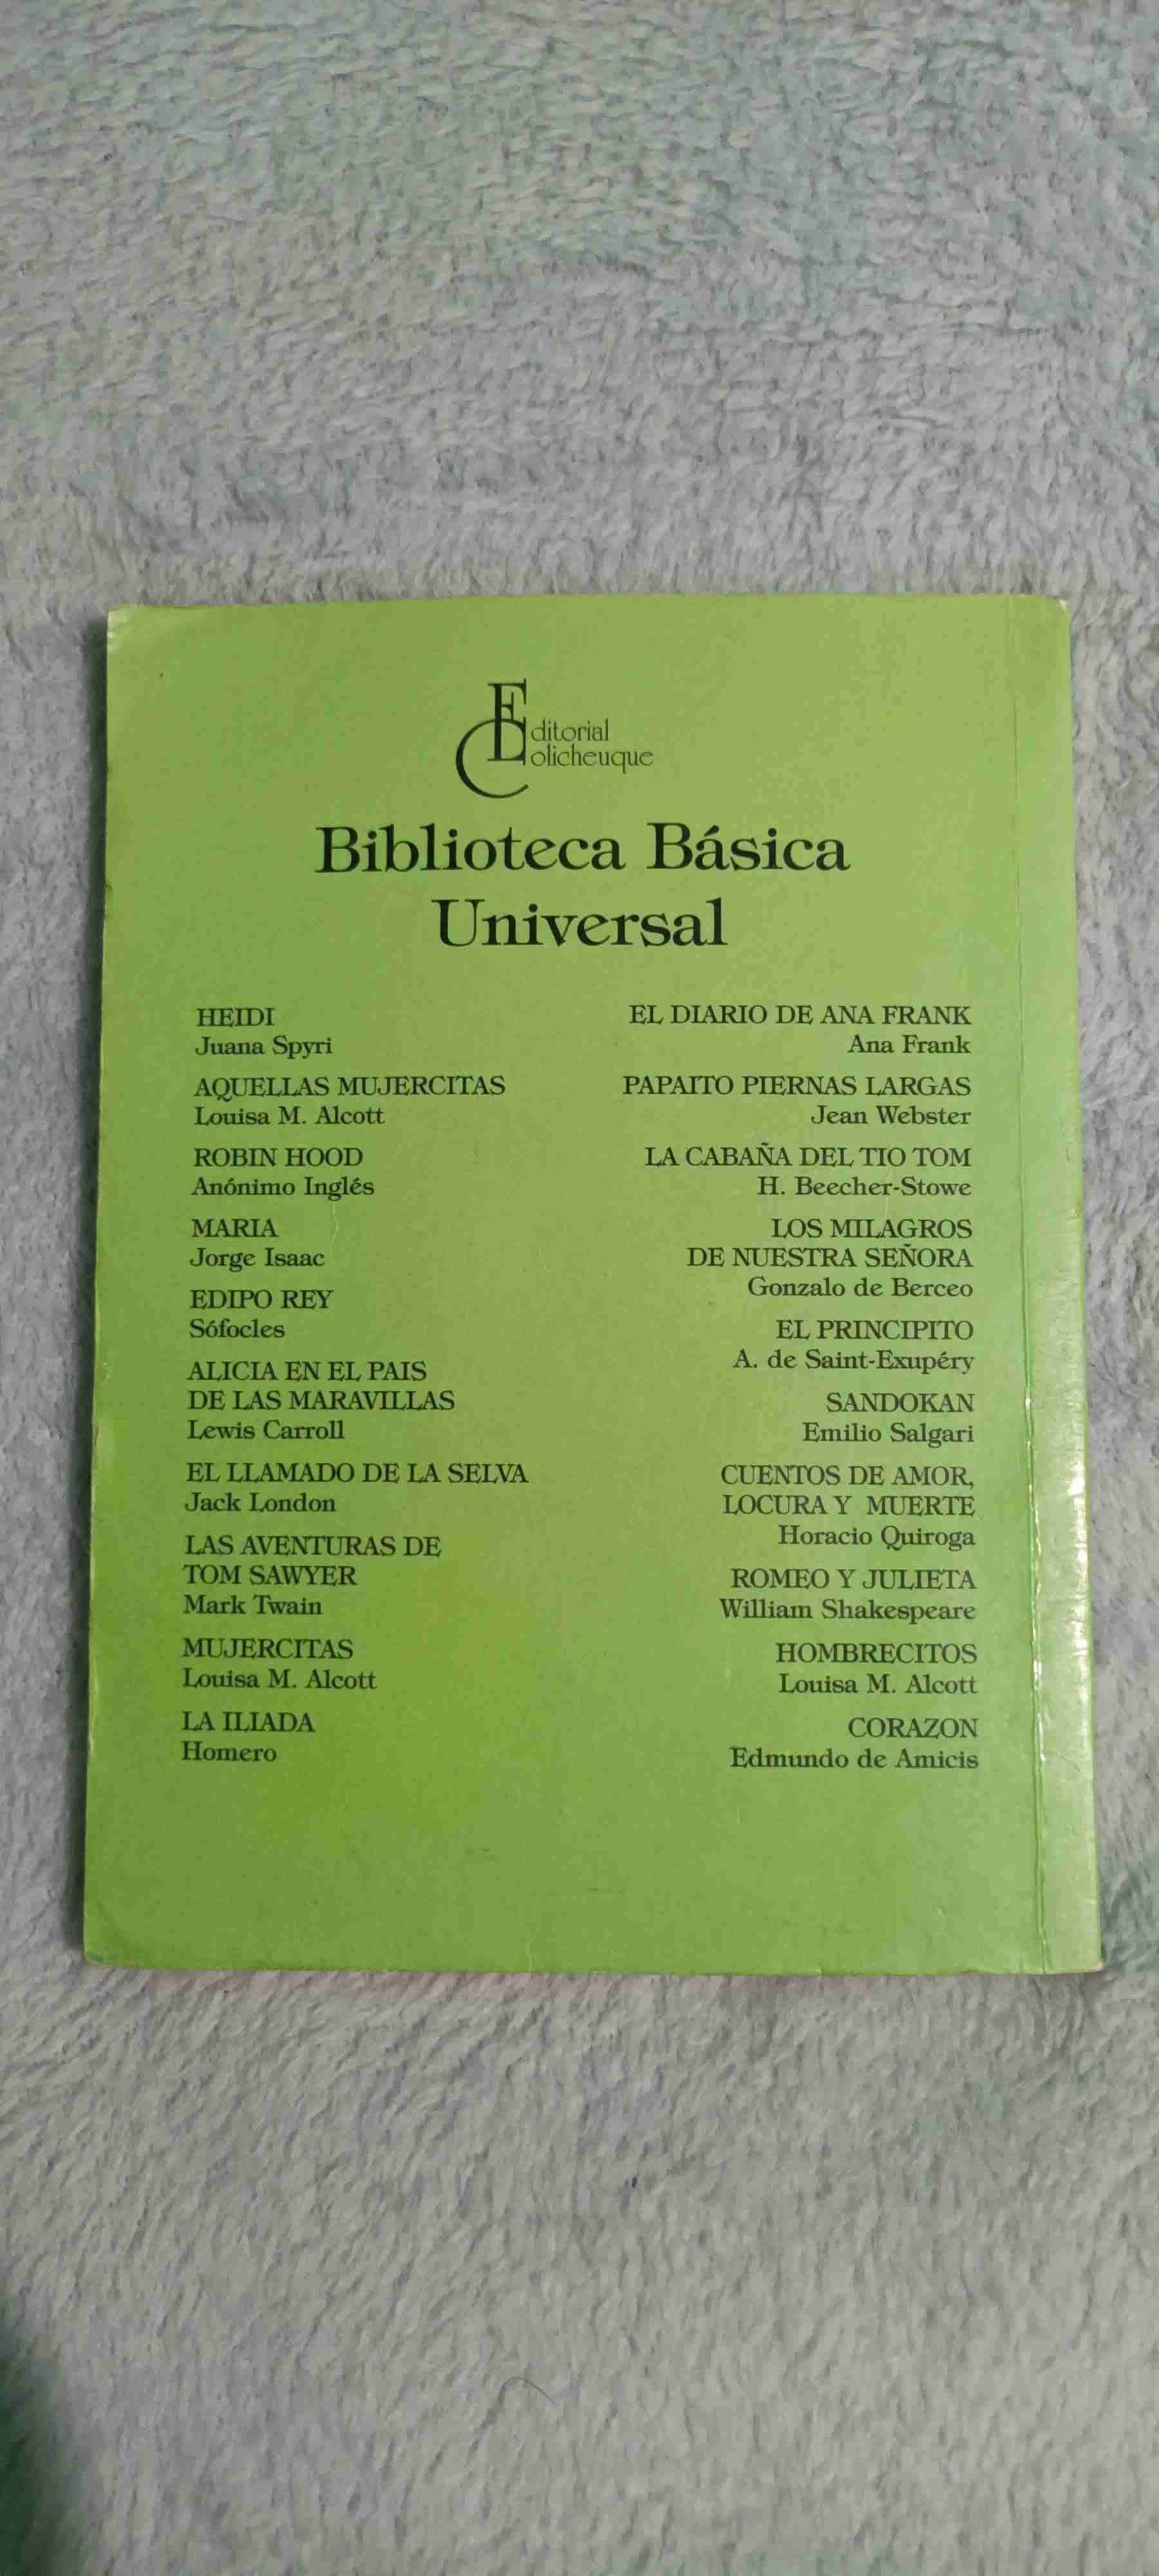 Editorial
Colicheuque
Biblioteca Básica
Universal
HEIDI
Juana Spyri
AQUELLAS MUJERCITAS
Louisa M. Alcott
ROBIN HOOD
Anónimo Inglés
MARIA
Jorge Isaac
EDIPO REY
Sófocles
ALICIA EN EL PAIS
DE LAS MARAVILLAS
Lewis Carroll
EL LLAMADO DE LA SELVA
Jack London
LAS AVENTURAS DE
TOM SAWYER
Mark Twain
MUJERCITAS
Louisa M. Alcott
LA ILIADA
Homero
EL DIARIO DE ANA FRANK
Ana Frank
PAPAITO PIERNAS LARGAS
Jean Webster
LA CABAÑA DEL TIO TOM
H. Beecher-Stowe
LOS MILAGROS
DE NUESTRA SEÑORA
Gonzalo de Berceo
EL PRINCIPITO
A. de Saint-Exupéry
SANDOKAN
Emilio Salgari
CUENTOS DE AMOR,
LOCURA Y MUERTE
Horacio Quiroga
ROMEO Y JULIETA
William Shakespeare
HOMBRECITOS
Louisa M. Alcott
CORAZON
Edmundo de Amicis